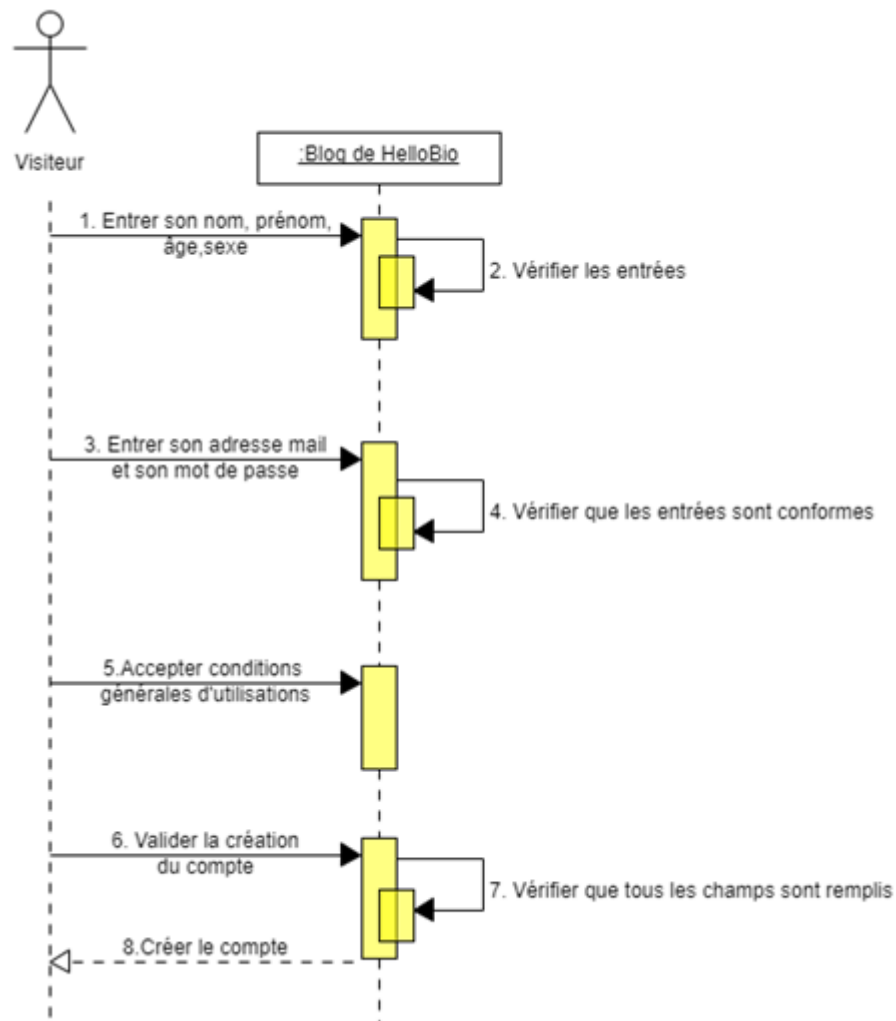 Visiteur
:Blog de HelloBio
1. Entrer son nom, prénom,
âge,sexe
2. Vérifier les entrées
3. Entrer son adresse mail
et son mot de passe
4. Vérifier que les entrées sont conformes
5.Accepter conditions
générales d'utilisations
6. Valider la création
du compte
7. Vérifier que tous les champs sont remplis
8.Créer le compte